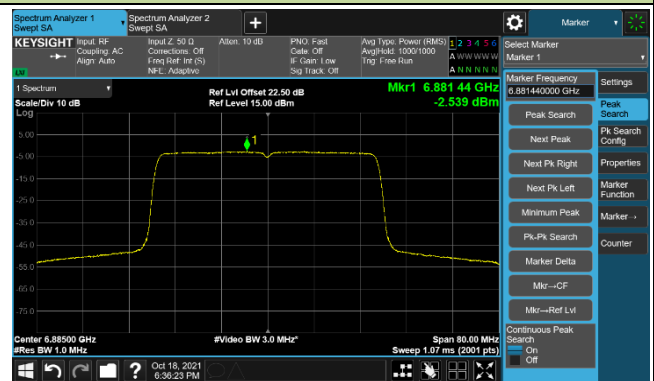 Spectrum Analyzer 1
Swept SA
Spectrum Analyzer 2
Swept SA
Marker
KEYSIGHT
Input: RF
Coupling: AC
Align: Auto
Input Z: 50 Ω
Corrections: Off
Freq Ref: Int (S)
NFE: Adaptive
Atten: 10 dB
PNO: Fast
Gate: Off
IF Gain: Low
Sig Track: Off
Avg Type: Power (RMS)
Avg|Hold: 1000/1000
Trig: Free Run
1 2 3 4 5 6
A W W W W W
A N N N N N
LXI
Select Marker
Marker 1
1 Spectrum
Scale/Div 10 dB
Log
Ref Lvl Offset 22.50 dB
Ref Level 15.00 dBm
Mkr1 6.881 44 GHz
-2.539 dBm
Marker Frequency
6.881440000 GHz
Settings
Peak Search
Peak
Search
Next Peak
Pk Search
Config
Next Pk Right
Properties
Next Pk Left
Marker
Function
Minimum Peak
Marker→
Pk-Pk Search
Counter
Marker Delta
Mkr→CF
Mkr→Ref Lvl
Continuous Peak
Search
On
Off
1
5.00
-5.00
-15.0
-25.0
-35.0
-45.0
-55.0
-65.0
-75.0
Center 6.88500 GHz
#Res BW 1.0 MHz
#Video BW 3.0 MHz*
Span 80.00 MHz
Sweep 1.07 ms (2001 pts)
?
Oct 18, 2021
6:36:23 PM